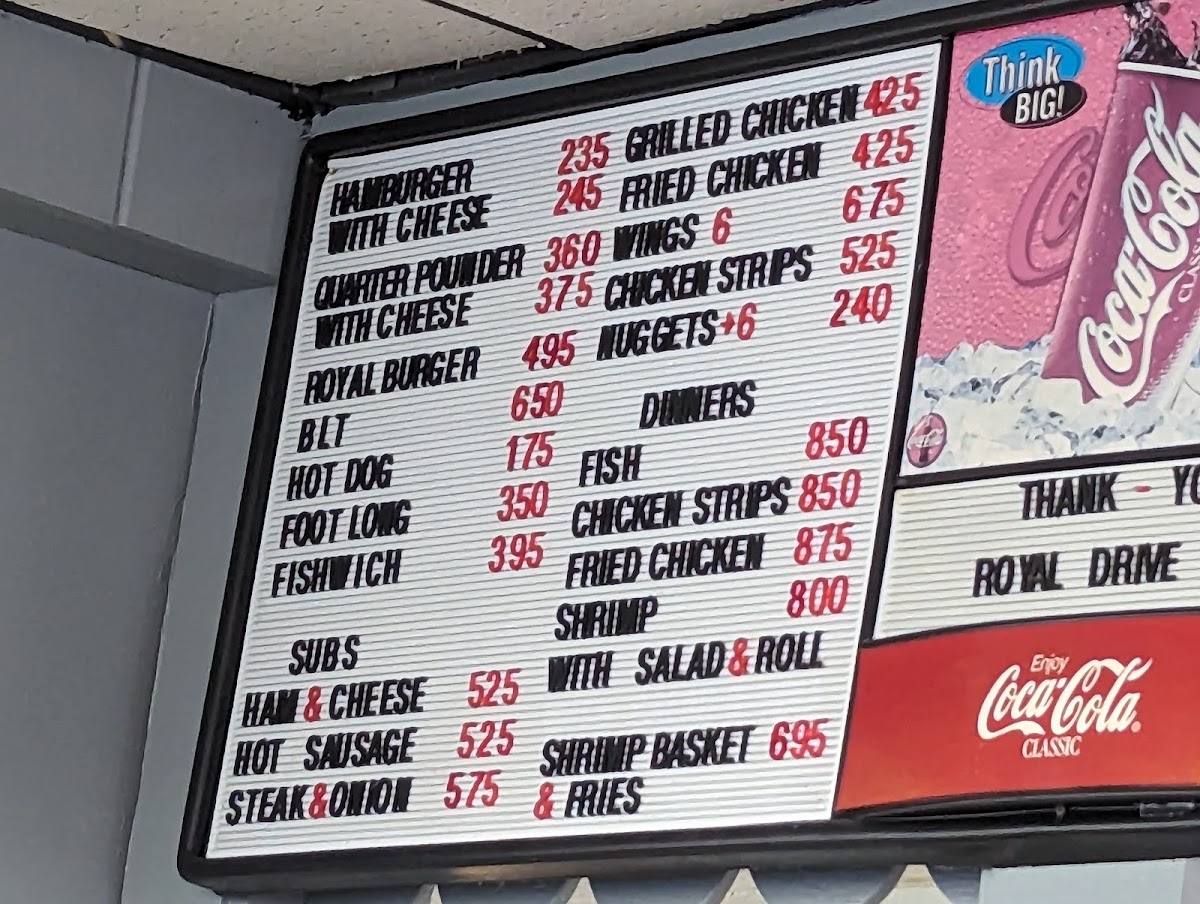 HAMBURGER 235
WITH CHEESE 245
QUARTER POUNDER 360
WITH CHEESE 375
ROYAL BURGER 495
BLT 650
HOT DOG 175
FOOT LONG 350
FISHWICH 395
SUBS
HAM & CHEESE 525
HOT SAUSAGE 525
STEAK & ONION 575
GRILLED CHICKEN 425
FRIED CHICKEN 425
WINGS 6 675
CHICKEN STRIPS 525
NUGGETS 6 240
DINNERS
FISH 850
CHICKEN STRIPS 850
FRIED CHICKEN 875
SHRIMP 800
WITH SALAD & ROLL
SHRIMP BASKET 695
& FRIES
Think
BIG!
Coca-Cola
THANK - YO
ROYAL DRIVE
Enjoy
Coca-Cola
CLASSIC